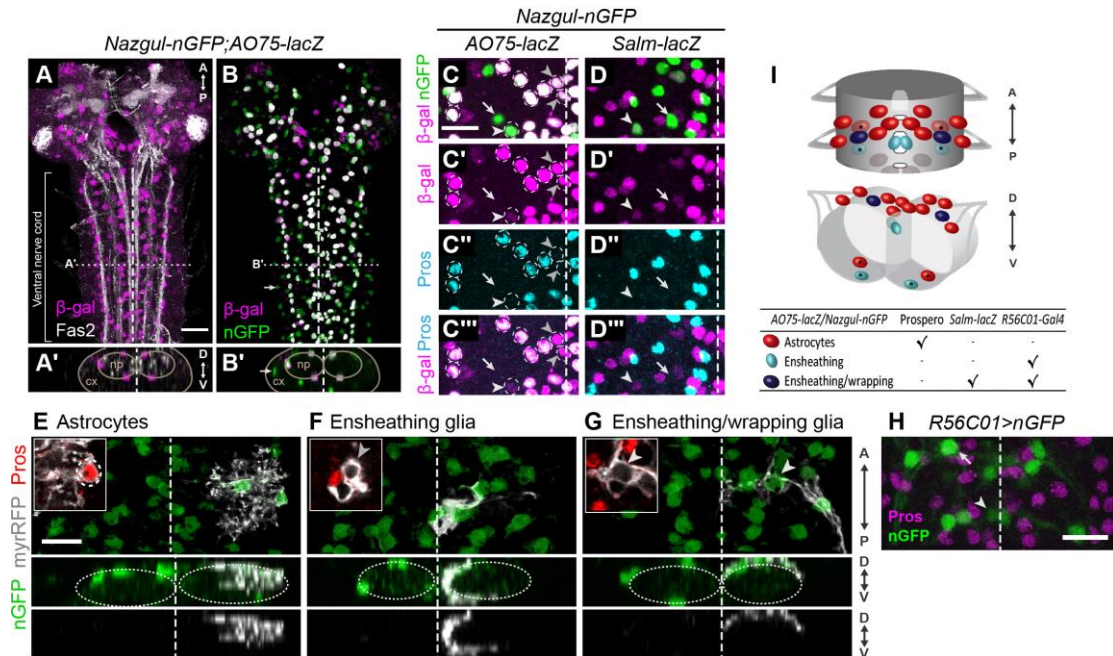 Nazgul-nGFP;AO75-lacZ
Nazgul-nGFP
AO75-lacZ
Salm-lacZ
A
A
P
Ventral nerve cord
A'
β-gal
Fas2
A'
np
cx
D
V
B
B'
β-gal
nGFP
B'
np
cx
C
β-gal nGFP
C'
β-gal
C"
Pros
C'"
β-gal Pros
D
D'
D"
D'"
I
A
P
D
V
AO75-lacZ/Nazgul-nGFP Prospero Salm-lacZ R56C01-Gal4
Astrocytes ✓ - -
Ensheathing - - ✓
Ensheathing/wrapping - ✓ ✓
E Astrocytes
F Ensheathing glia
G Ensheathing/wrapping glia
nGFP myrRFP Pros
A
P
D
V
D
V
R56C01>nGFP
H
Pros
nGFP